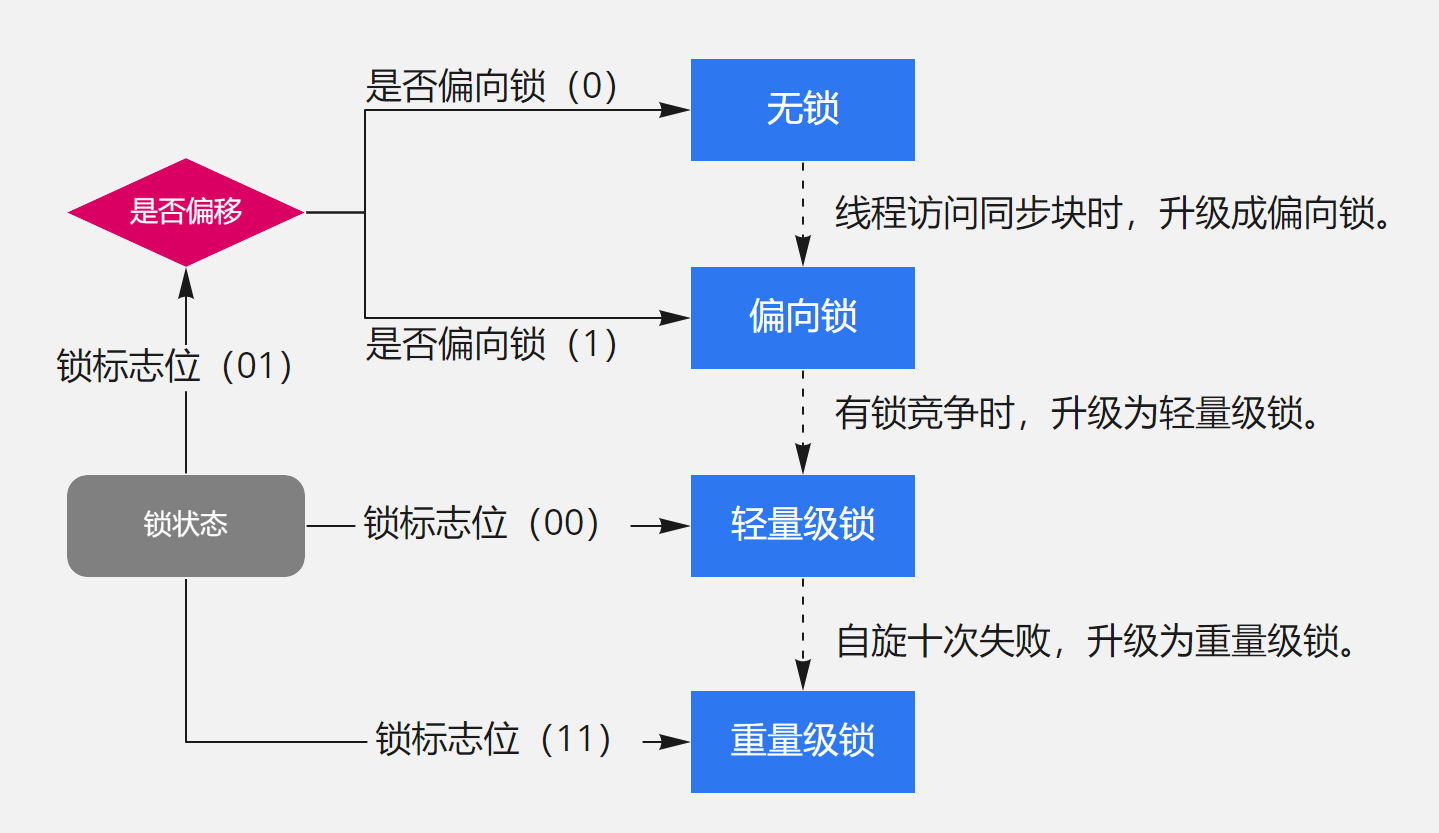 是否偏向锁（0）
无锁
是否偏移
线程访问同步块时，升级成偏向锁。
偏向锁
是否偏向锁（1）
锁标志位（01）
有锁竞争时，升级为轻量级锁。
锁状态
锁标志位（00）
轻量级锁
自旋十次失败，升级为重量级锁。
锁标志位（11）
重量级锁